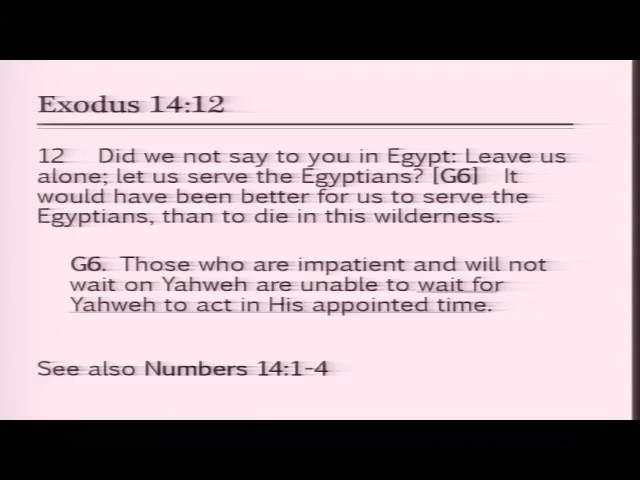 Exodus 14:12
12 Did we not say to you in Egypt: Leave us
alone; let us serve the Egyptians? [G6] It
would have been better for us to serve the
Egyptians, than to die in this wilderness.
G6. Those who are impatient and will not
wait on Yahweh are unable to wait for
Yahweh to act in His appointed time.
See also Numbers 14:1-4